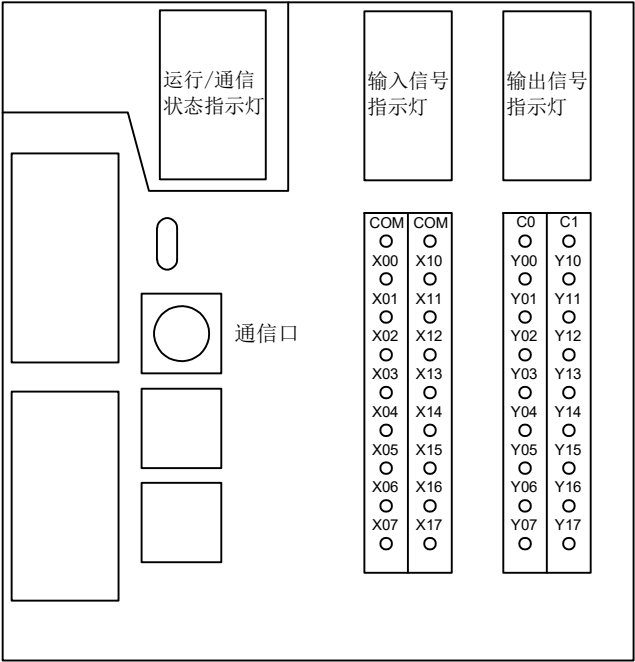 运行/通信
状态指示灯
输入信号
指示灯
输出信号
指示灯
COM COM
X00 X10
X01 X11
X02 X12
X03 X13
X04 X14
X05 X15
X06 X16
X07 X17
C0 C1
Y00 Y10
Y01 Y11
Y02 Y12
Y03 Y13
Y04 Y14
Y05 Y15
Y06 Y16
Y07 Y17
通信口